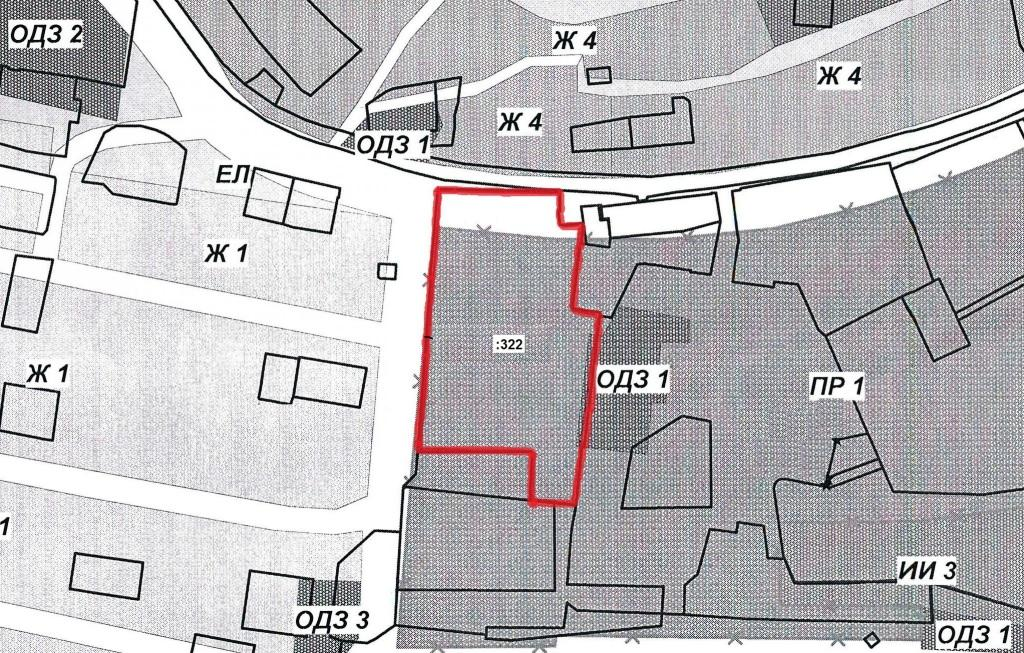 ОДЗ 2
Ж 4
Ж 4
Ж 4
ОДЗ 1
ЕЛ
Ж 1
:322
Ж 1
ОДЗ 1
ПР 1
1
ИИ 3
ОДЗ 3
ОДЗ 1